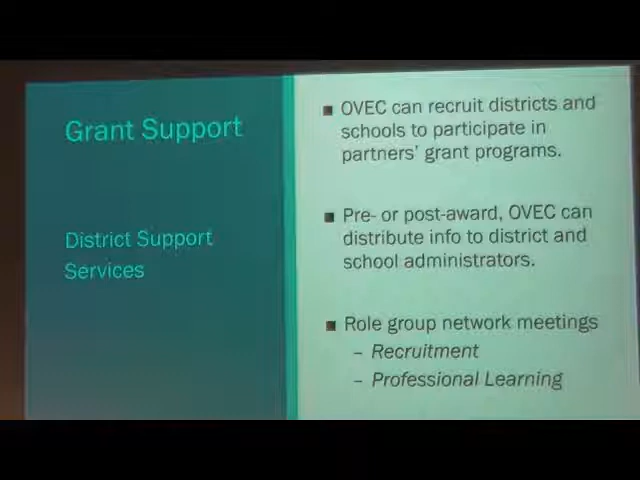 Grant Support
District Support
Services
■ OVEC can recruit districts and
schools to participate in
partners' grant programs.
■ Pre- or post-award, OVEC can
distribute info to district and
school administrators.
■ Role group network meetings
– Recruitment
– Professional Learning